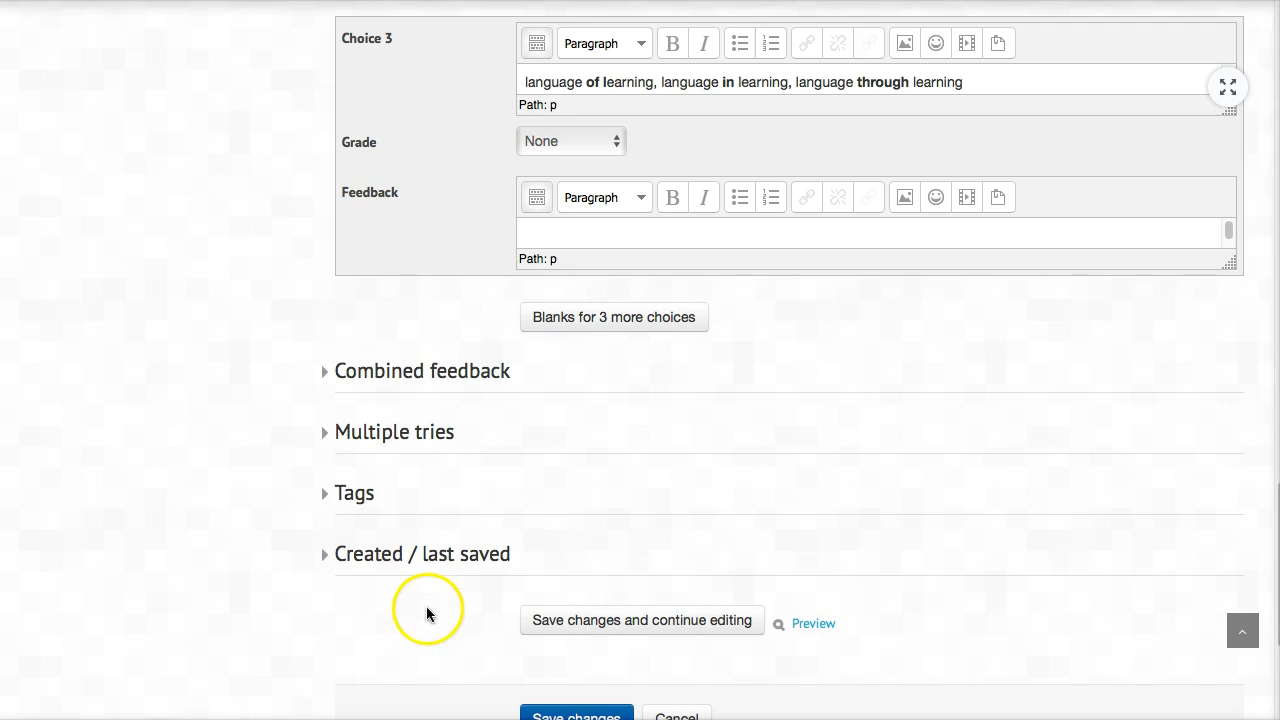 Choice 3
Paragraph
B I
language of learning, language in learning, language through learning
Path: p
Grade
None
Feedback
Paragraph
B I
Path: p
Blanks for 3 more choices
Combined feedback
Multiple tries
Tags
Created / last saved
Save changes and continue editing
Preview
Save changes
Cancel